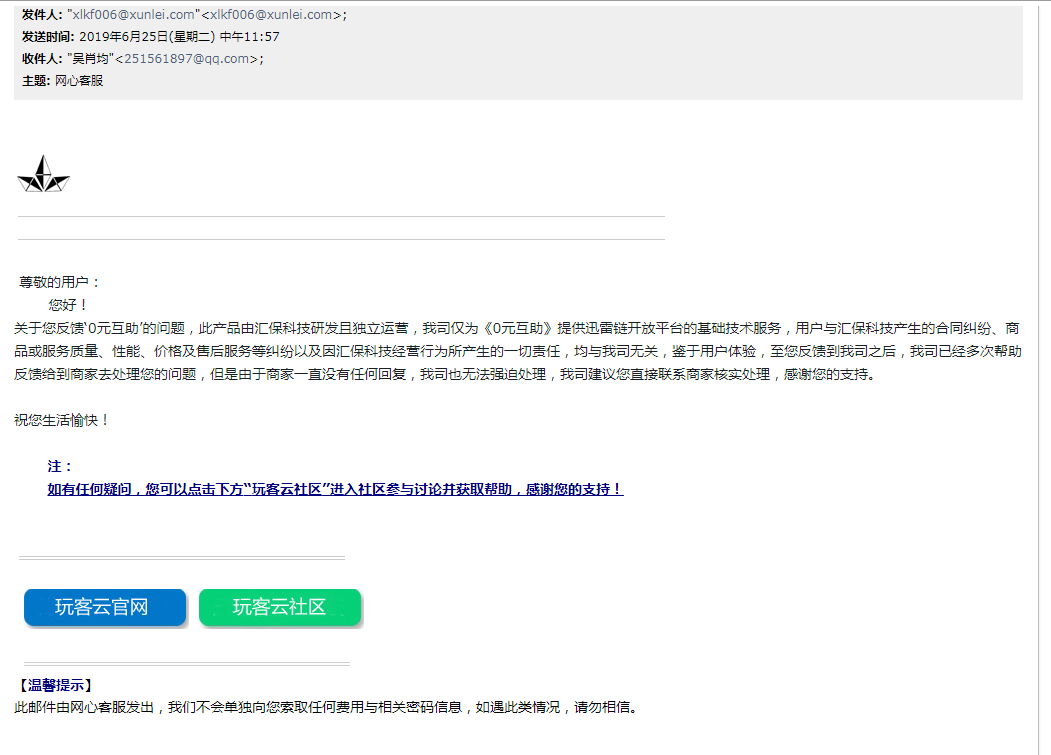 发件人: "xlkf006@xunlei.com"<xlkf006@xunlei.com>;
发送时间: 2019年6月25日(星期二) 中午11:57
收件人: "吴肖均"<251561897@qq.com>;
主题: 网心客服
尊敬的用户：
您好！
关于您反馈‘0元互助’的问题，此产品由汇保科技研发且独立运营，我司仅为《0元互助》提供迅雷链开放平台的基础技术服务，用户与汇保科技产生的合同纠纷、商
品或服务质量、性能、价格及售后服务等纠纷以及因汇保科技经营行为所产生的一切责任，均与我司无关，鉴于用户体验，至您反馈到我司之后，我司已经多次帮助
反馈给到商家去处理您的问题，但是由于商家一直没有任何回复，我司也无法强迫处理，我司建议您直接联系商家核实处理，感谢您的支持。
祝您生活愉快！
注：
如有任何疑问，您可以点击下方“玩客云社区”进入社区参与讨论并获取帮助，感谢您的支持！
玩客云官网 玩客云社区
【温馨提示】
此邮件由网心客服发出，我们不会单独向您索取任何费用与相关密码信息，如遇此类情况，请勿相信。